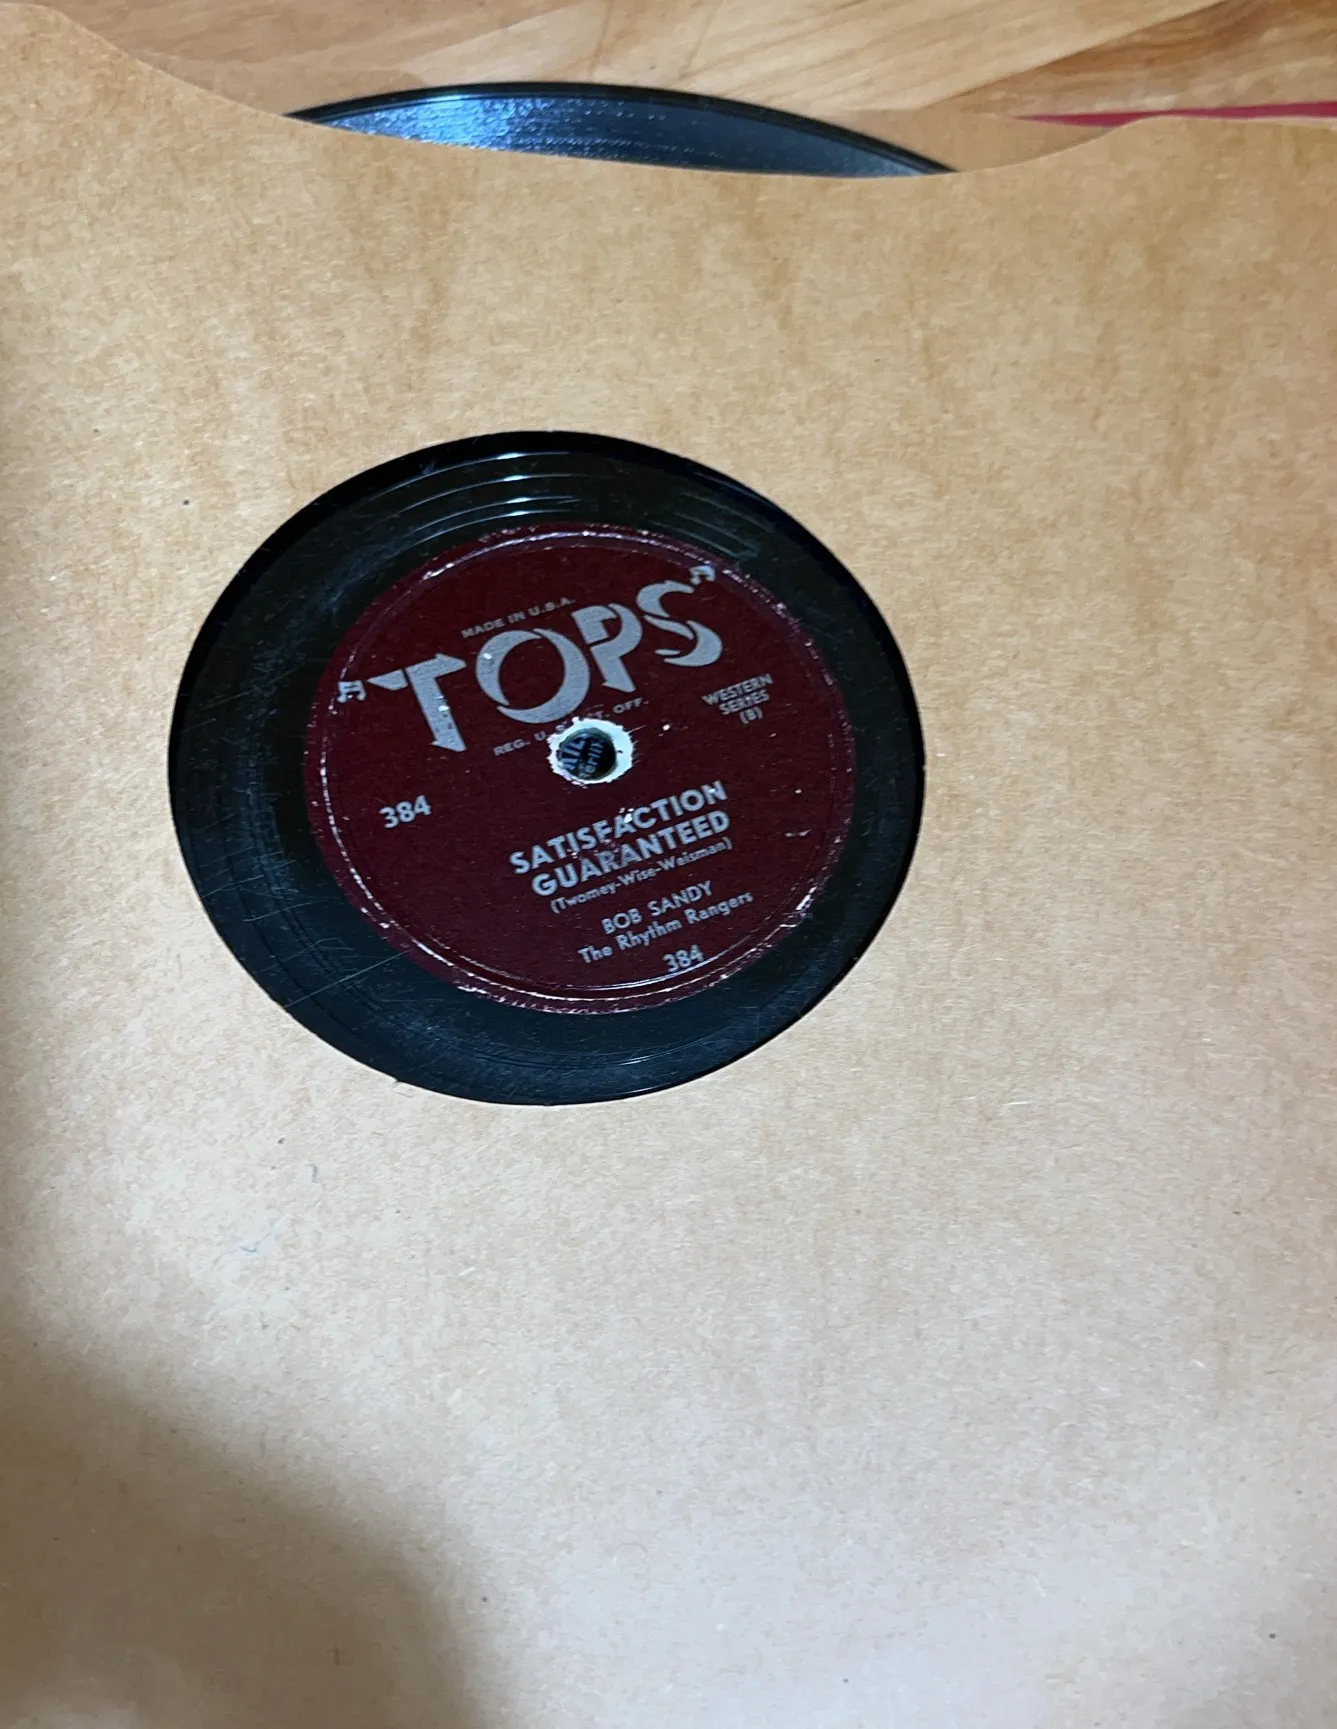 MADE IN U.S.A.
TOPS
REG. U.S. PAT. OFF.
WESTERN
SERIES
(B)
384
SATISFACTION
GUARANTEED
(Twomey-Wise-Weisman)
BOB SANDY
The Rhythm Rangers
384